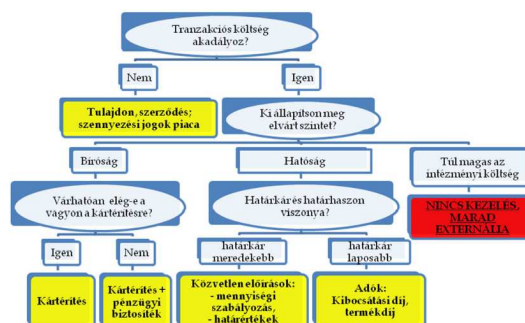 Tranzakciós költség
akadályoz?
Nem
Igen
Tulajdon, szerződés;
szennyezési jogok piaca
Ki állapítson meg
elvárt szintet?
Bíróság
Hatóság
Túl magas az
intézményi költség
Várhatóan elég-e a
vagyon a kártérítésre?
Határkár és határhaszon
viszonya?
NINCS KEZELÉS,
MARAD
EXTERNÁLIA
Igen
Nem
határkár
meredekebb
határkár
laposabb
Kártérítés
Kártérítés +
pénzügyi
biztosíték
Közvetlen előírások:
- mennyiségi
szabályozás,
- határértékek
Adók:
Kibocsátási díj,
termékdíj